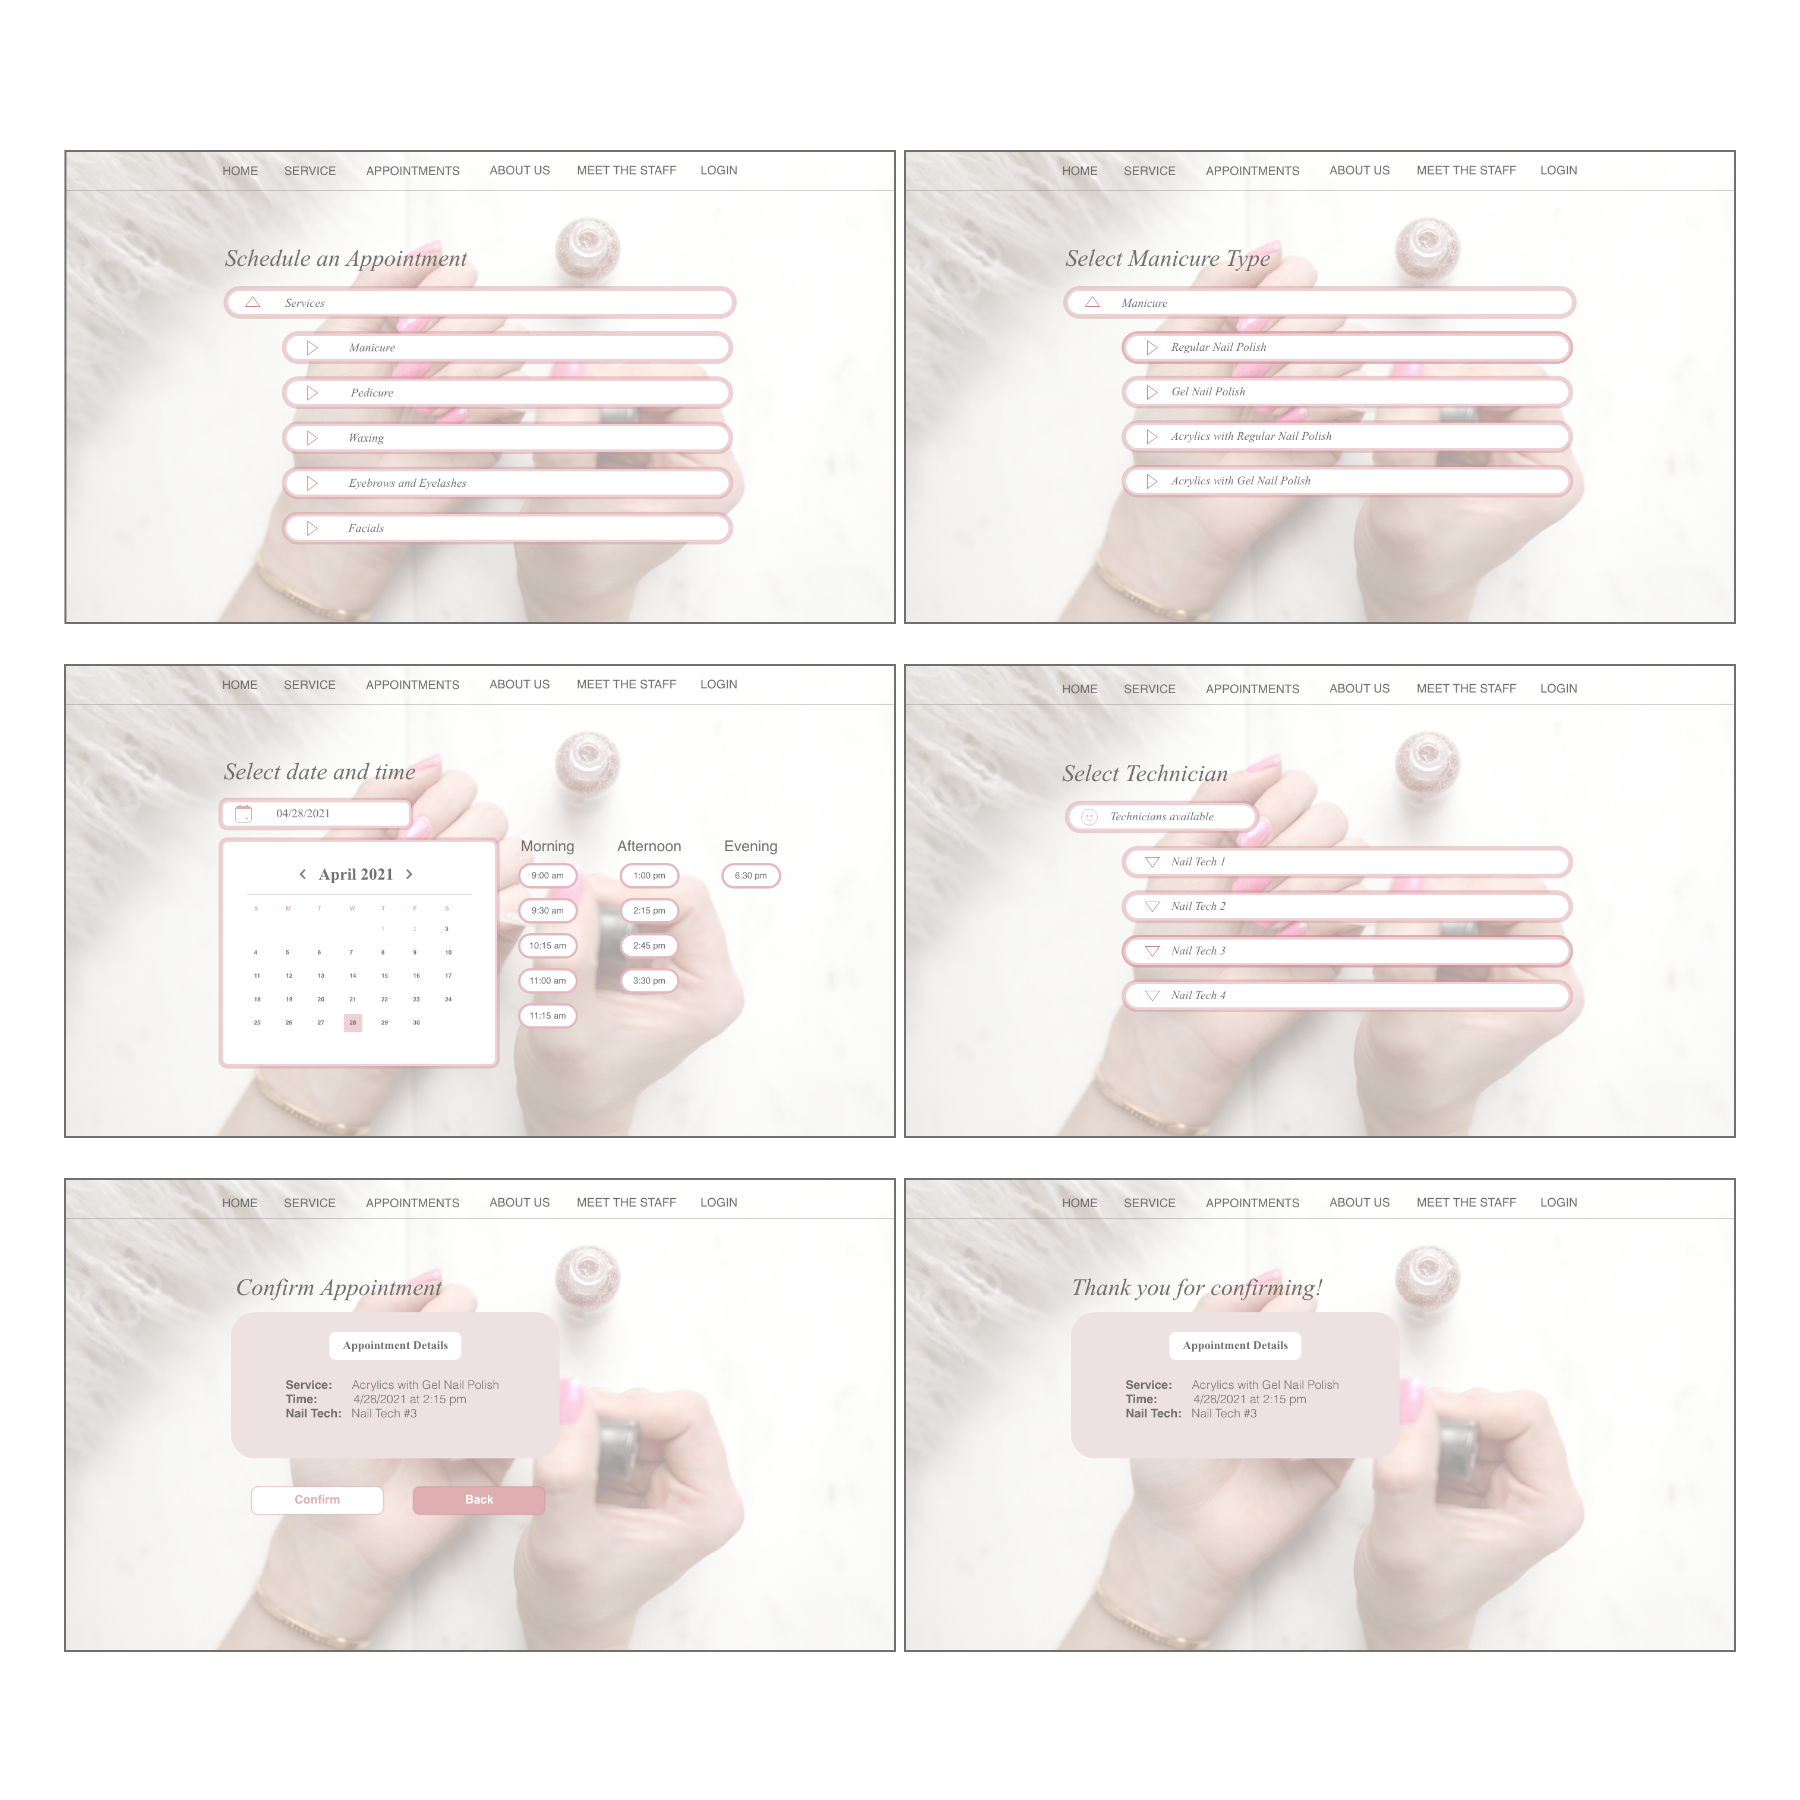 HOME SERVICE APPOINTMENTS ABOUT US MEET THE STAFF LOGIN
Schedule an Appointment
Services
Manicure
Pedicure
Waxing
Eyebrows and Eyelashes
Facials
HOME SERVICE APPOINTMENTS ABOUT US MEET THE STAFF LOGIN
Select Manicure Type
Manicure
Regular Nail Polish
Gel Nail Polish
Acrylics with Regular Nail Polish
Acrylics with Gel Nail Polish
HOME SERVICE APPOINTMENTS ABOUT US MEET THE STAFF LOGIN
Select date and time
04/28/2021
April 2021
S M T W T F S
1 2 3
4 5 6 7 8 9 10
11 12 13 14 15 16 17
18 19 20 21 22 23 24
25 26 27 28 29 30
Morning Afternoon Evening
9:00 am 1:00 pm 6:30 pm
9:30 am 2:15 pm
10:15 am 2:45 pm
11:00 am 3:30 pm
11:15 am
HOME SERVICE APPOINTMENTS ABOUT US MEET THE STAFF LOGIN
Select Technician
Technicians available
Nail Tech 1
Nail Tech 2
Nail Tech 3
Nail Tech 4
HOME SERVICE APPOINTMENTS ABOUT US MEET THE STAFF LOGIN
Confirm Appointment
Appointment Details
Service: Acrylics with Gel Nail Polish
Time: 4/28/2021 at 2:15 pm
Nail Tech: Nail Tech #3
Confirm Back
HOME SERVICE APPOINTMENTS ABOUT US MEET THE STAFF LOGIN
Thank you for confirming!
Appointment Details
Service: Acrylics with Gel Nail Polish
Time: 4/28/2021 at 2:15 pm
Nail Tech: Nail Tech #3